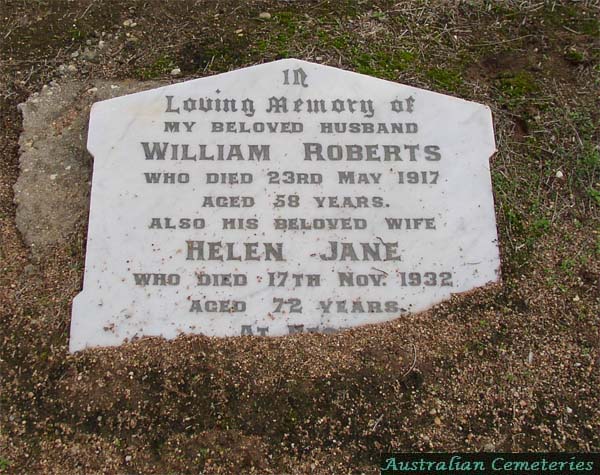 In
Loving Memory of
MY BELOVED HUSBAND
WILLIAM ROBERTS
WHO DIED 23RD MAY 1917
AGED 58 YEARS.
ALSO HIS BELOVED WIFE
HELEN JANE
WHO DIED 17TH NOV. 1932
AGED 72 YEARS.
AT
Australian Cemeteries